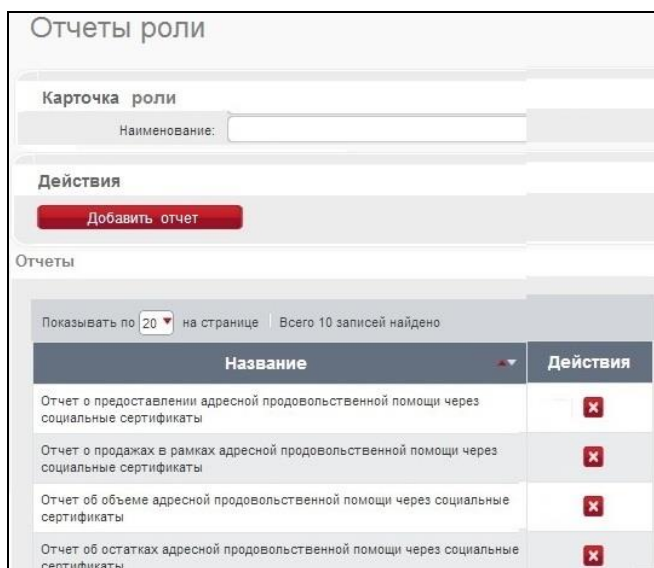 Отчеты роли
Карточка роли
Наименование:
Действия
Добавить отчет
Отчеты
Показывать по 20 на странице Всего 10 записей найдено
Название Действия
Отчет о предоставлении адресной продовольственной помощи через
социальные сертификаты
Отчет о продажах в рамках адресной продовольственной помощи через
социальные сертификаты
Отчет об объеме адресной продовольственной помощи через социальные
сертификаты
Отчет об остатках адресной продовольственной помощи через социальные
сертификаты